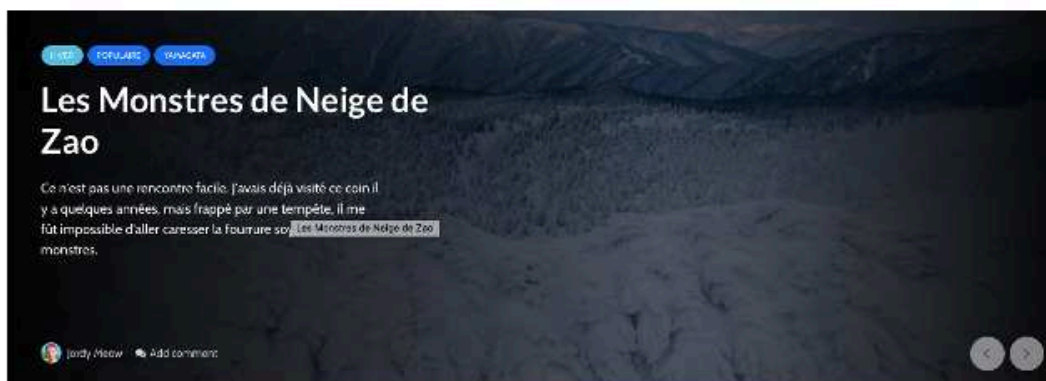 HIVER POPULAIRE YAMAGATA
Les Monstres de Neige de
Zao
Ce n'est pas une rencontre facile. J'avais déjà visité ce coin il
y a quelques années, mais frappé par une tempête, il me
fût impossible d'aller caresser la fourrure
Les Monstres de Neige de Zao
monstres.
Jordy Meow Add comment